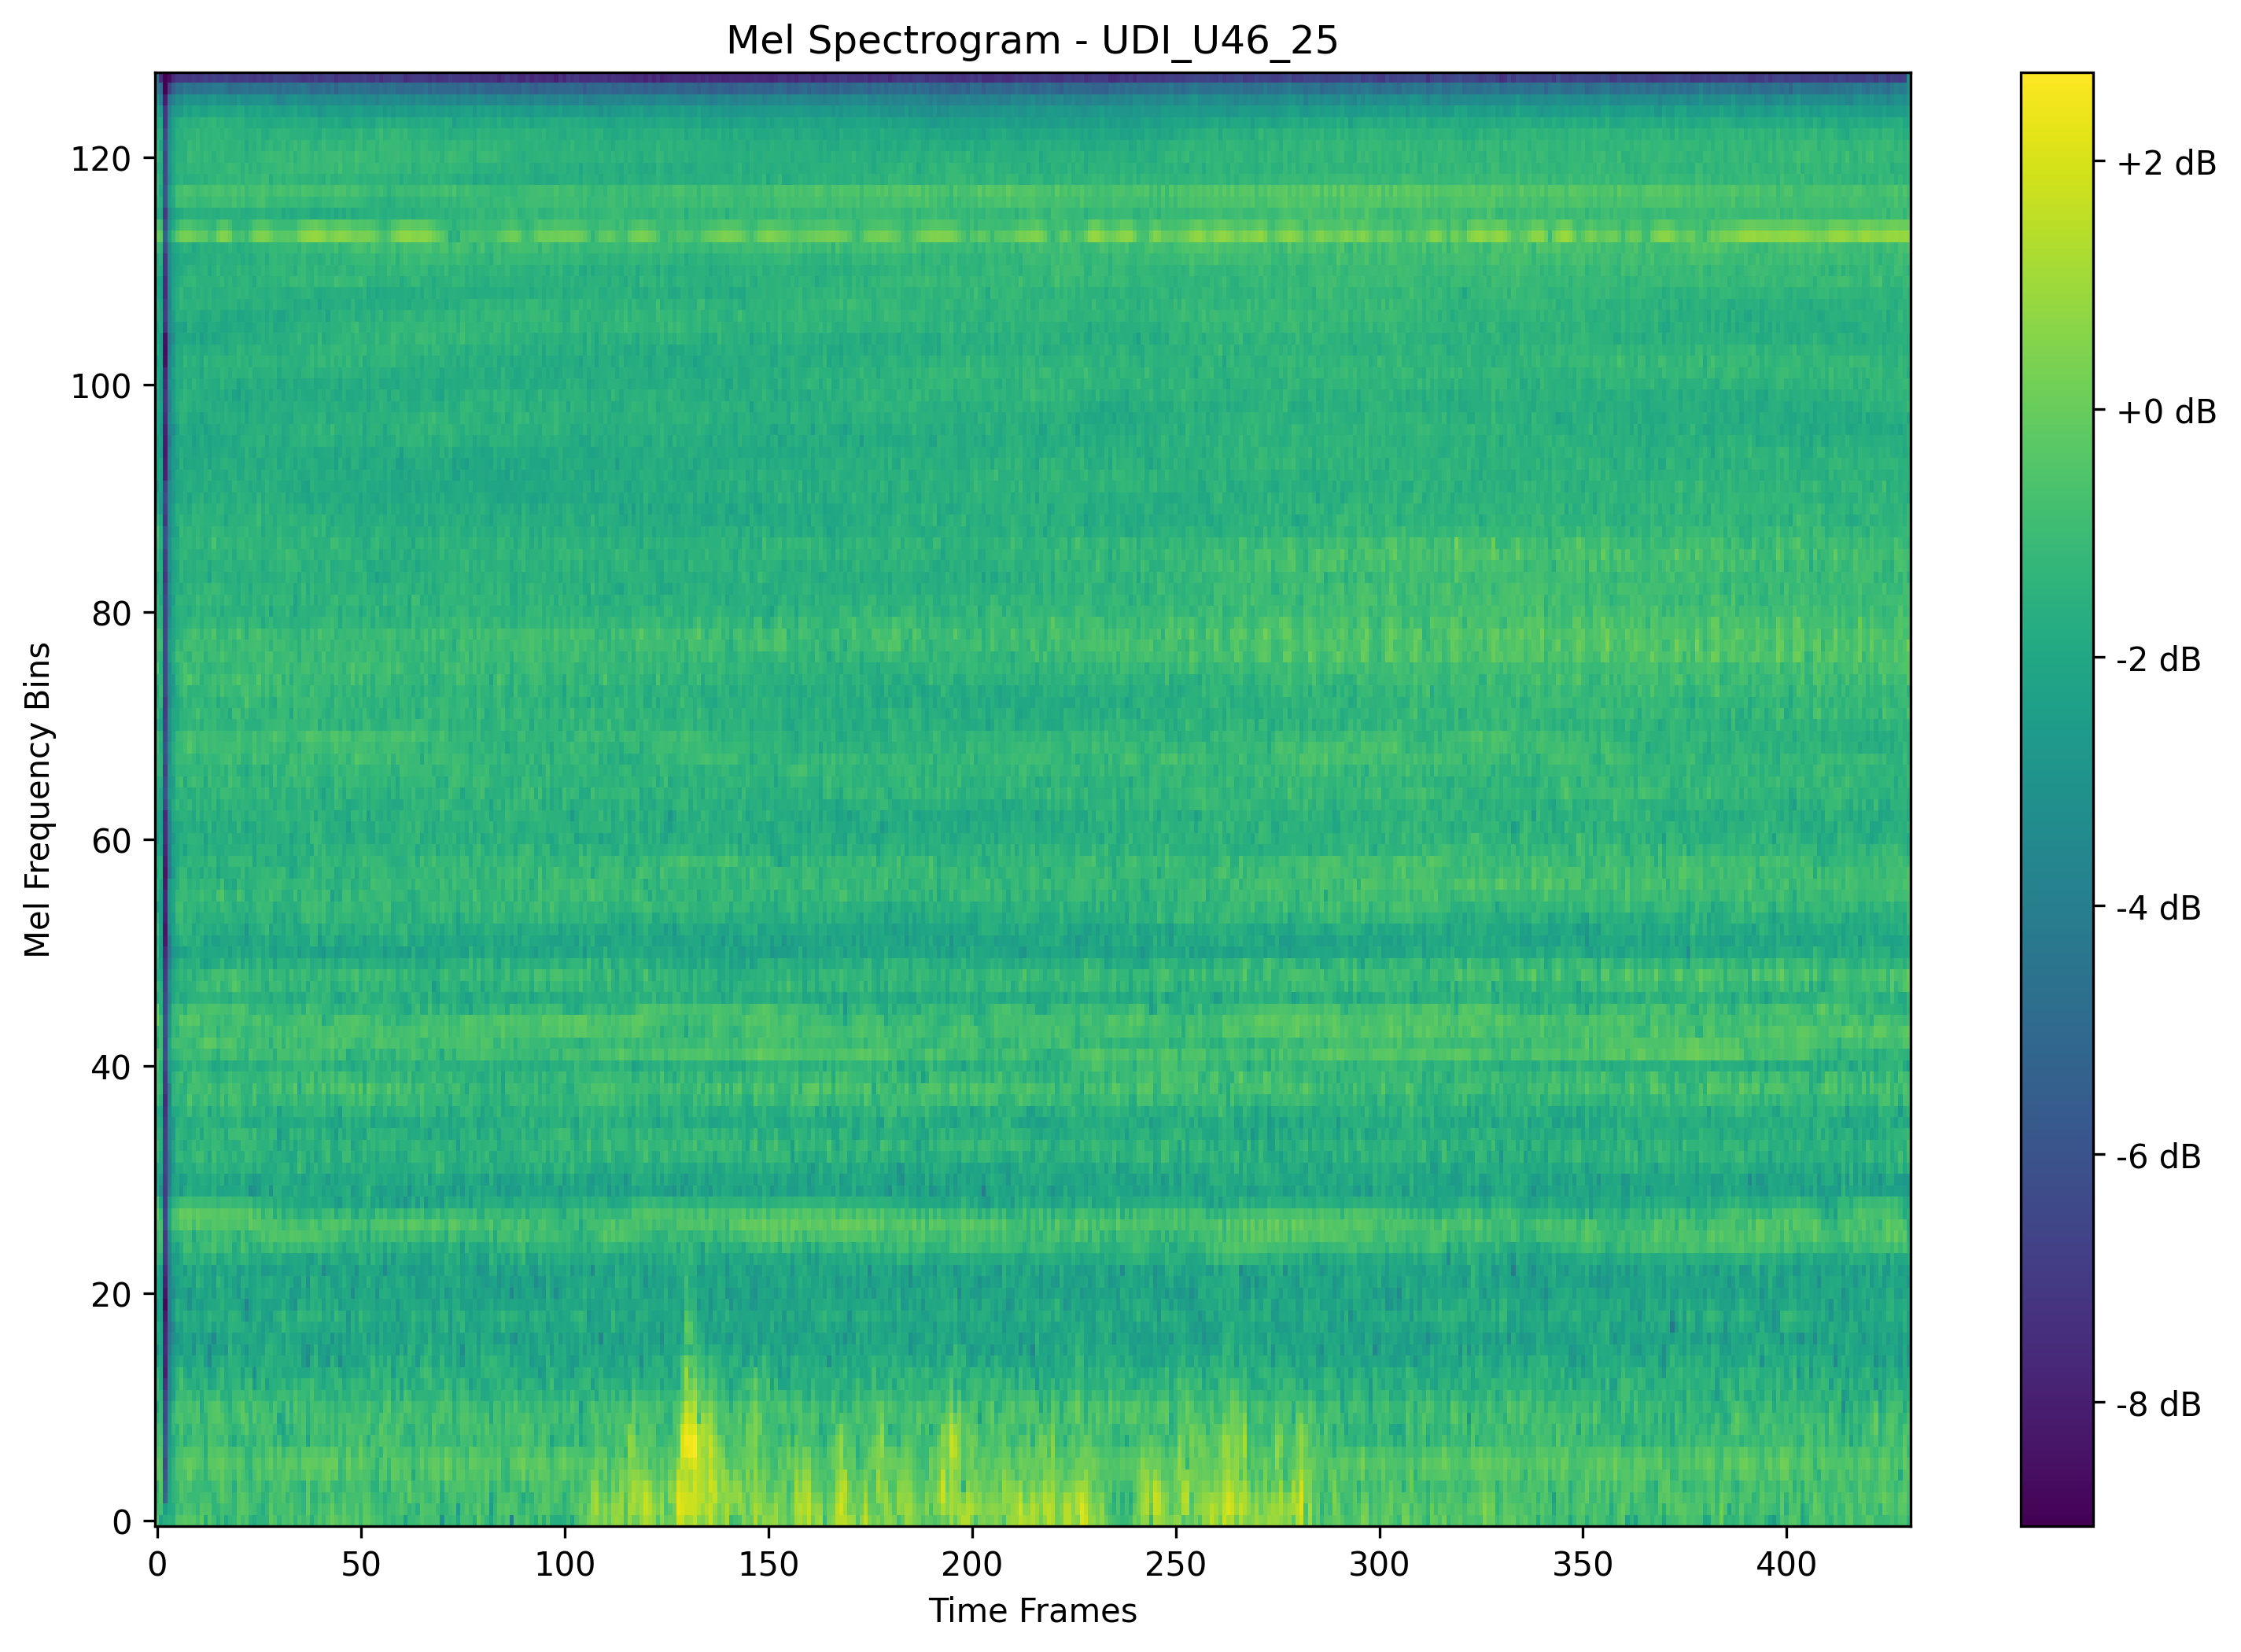 Mel Spectrogram - UDI_U46_25
Mel Frequency Bins
120
100
80
60
40
20
0
0 50 100 150 200 250 300 350 400
Time Frames
+2 dB
+0 dB
-2 dB
-4 dB
-6 dB
-8 dB